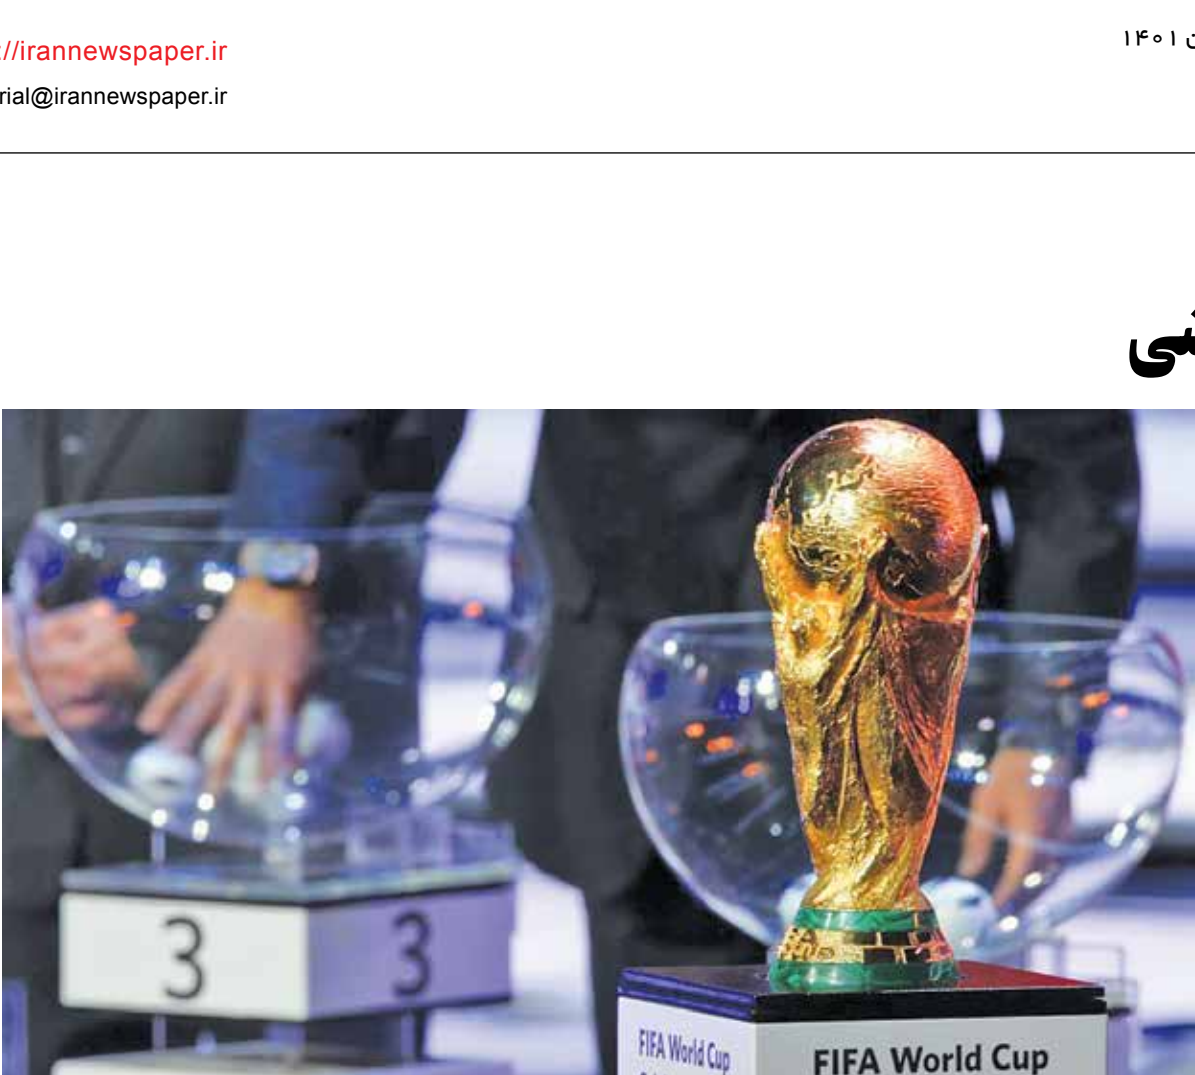 ۱۴۰۱
//irannewspaper.ir
rial@irannewspaper.ir
3 3
FIFA World Cup
FIFA World Cup